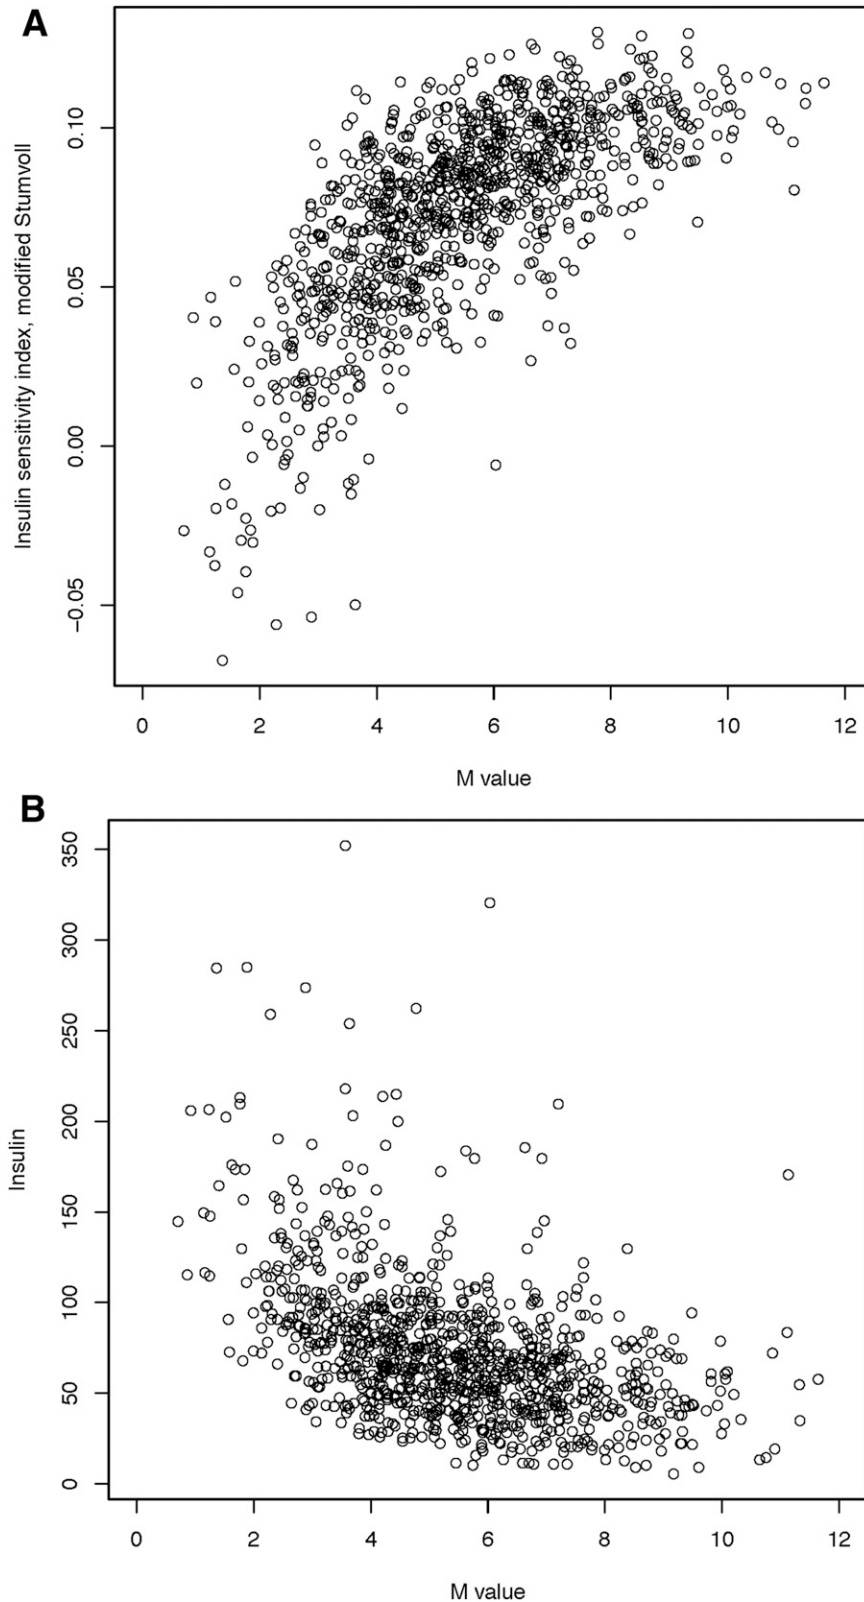 A
Insulin sensitivity index, modified Stumvoll
0.10
0.05
0.00
−0.05
0 2 4 6 8 10 12
M value
B
Insulin
350
300
250
200
150
100
50
0
0 2 4 6 8 10 12
M value